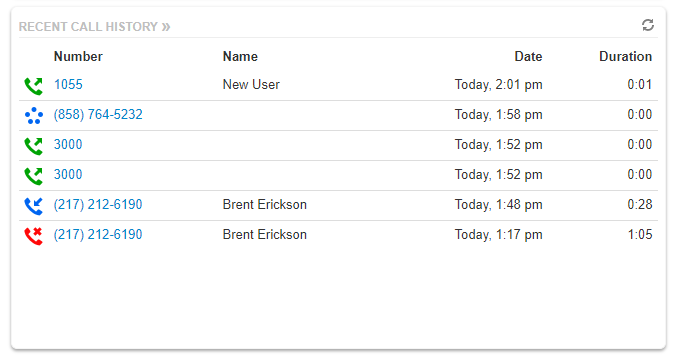 RECENT CALL HISTORY »
Number Name Date Duration
1055 New User Today, 2:01 pm 0:01
(858) 764-5232 Today, 1:58 pm 0:00
3000 Today, 1:52 pm 0:00
3000 Today, 1:52 pm 0:00
(217) 212-6190 Brent Erickson Today, 1:48 pm 0:28
(217) 212-6190 Brent Erickson Today, 1:17 pm 1:05